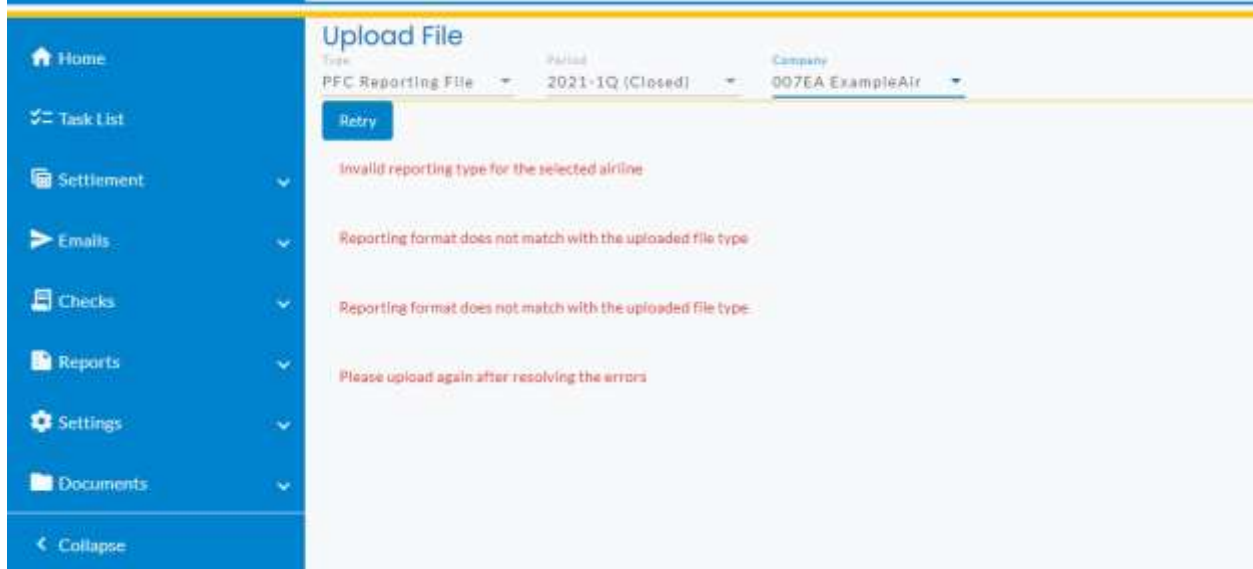 Upload File
Type
Period
Company
PFC Reporting File
2021-1Q (Closed)
007EA ExampleAir
Retry
Invalid reporting type for the selected airline
Reporting format does not match with the uploaded file type
Reporting format does not match with the uploaded file type
Please upload again after resolving the errors
Home
Task List
Settlement
Emails
Checks
Reports
Settings
Documents
Collapse